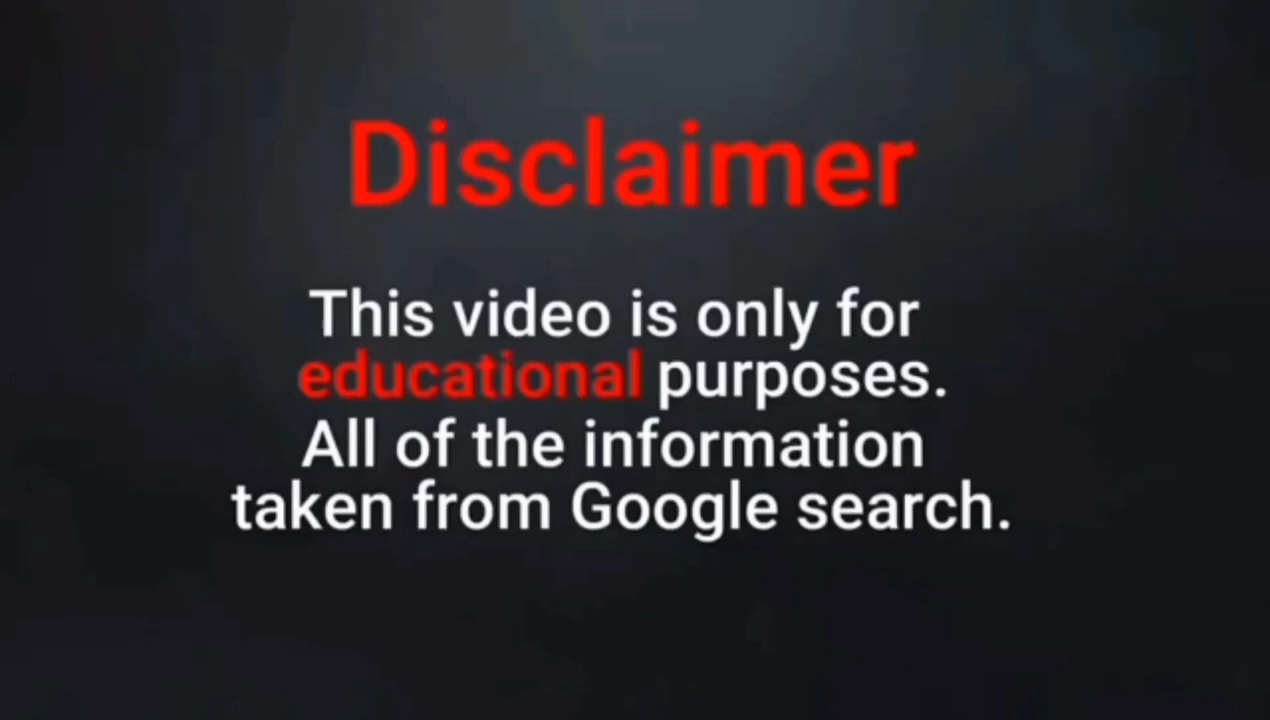 Disclaimer
This video is only for
educational purposes.
All of the information
taken from Google search.